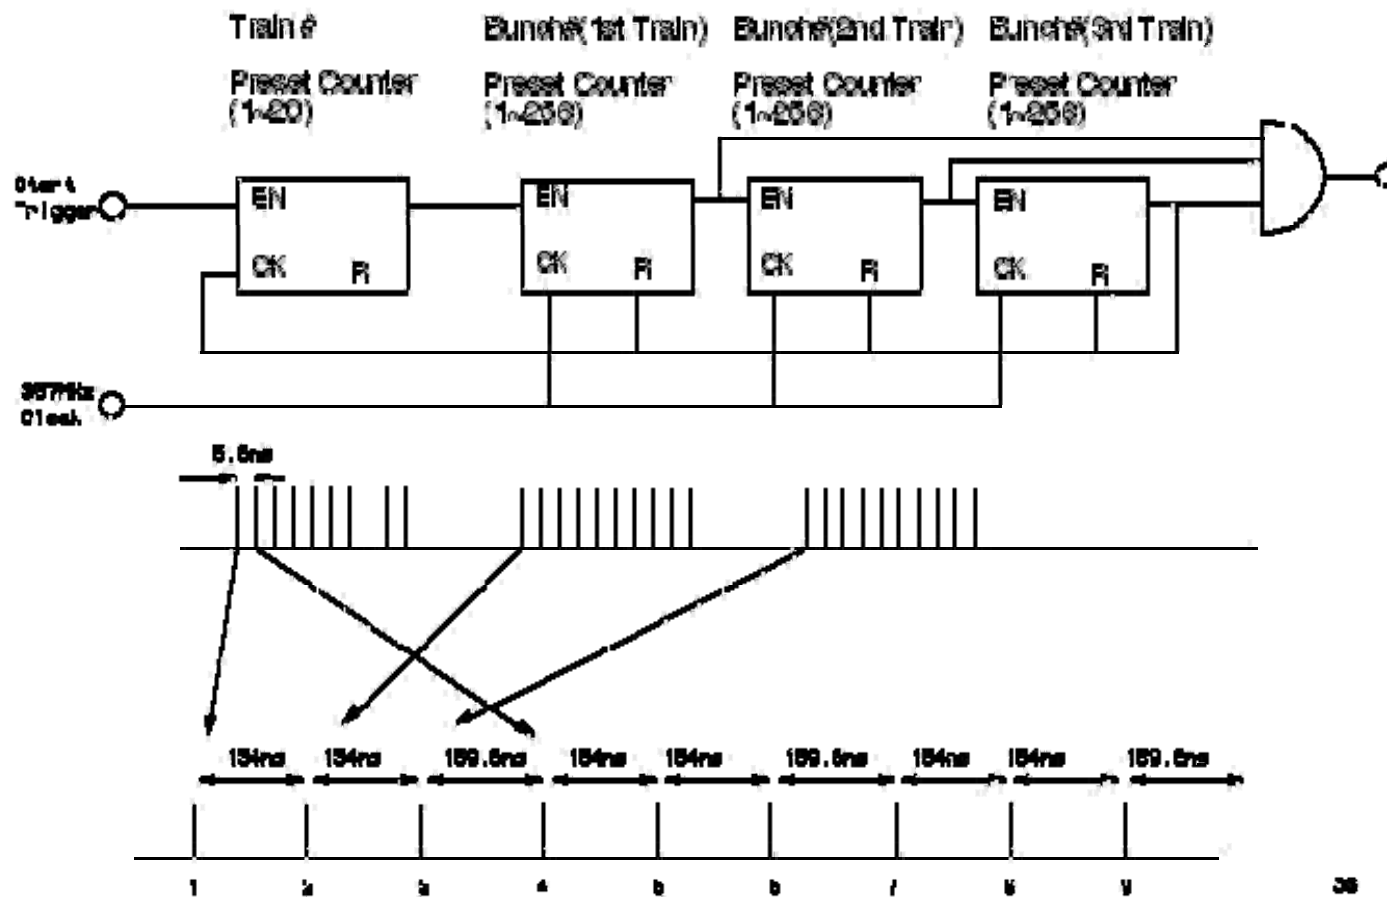 Train #
Bunch#(1st Train)
Bunch#(2nd Train)
Bunch#(3rd Train)
Preset Counter
(1~20)
Preset Counter
(1~256)
Preset Counter
(1~256)
Preset Counter
(1~256)
Start
Trigger
EN
CK
R
EN
CK
R
EN
CK
R
EN
CK
R
357MHz
Clock
5.6ns
154ns
154ns
159.6ns
154ns
154ns
159.6ns
154ns
154ns
159.6ns
1
2
3
4
5
6
7
8
9